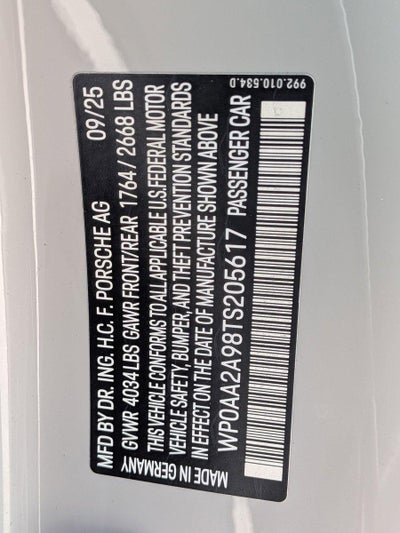 MFD BY DR. ING. H.C. F. PORSCHE AG 09/25
GVWR 4034 LBS GAWR FRONT/REAR 1764 / 2668 LBS
THIS VEHICLE CONFORMS TO ALL APPLICABLE U.S. FEDERAL MOTOR
VEHICLE SAFETY, BUMPER, AND THEFT PREVENTION STANDARDS
IN EFFECT ON THE DATE OF MANUFACTURE SHOWN ABOVE
WP0AA2A98TS205617 PASSENGER CAR
MADE IN GERMANY
992.010.534.D